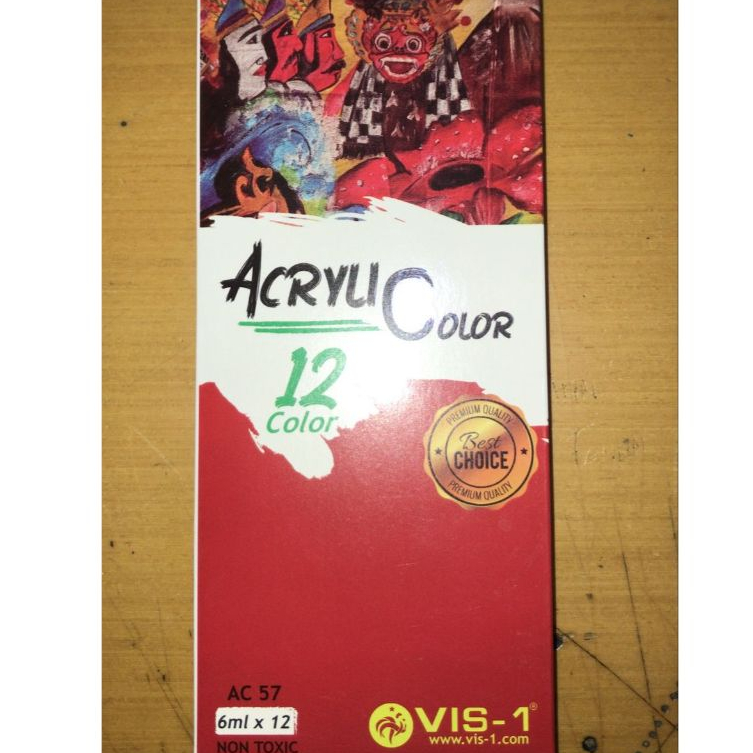 ACRYLIC COLOR
12
Color
PREMIUM QUALITY
Best
CHOICE
PREMIUM QUALITY
AC 57
6ml x 12
NON TOXIC
VIS-1®
www.vis-1.com